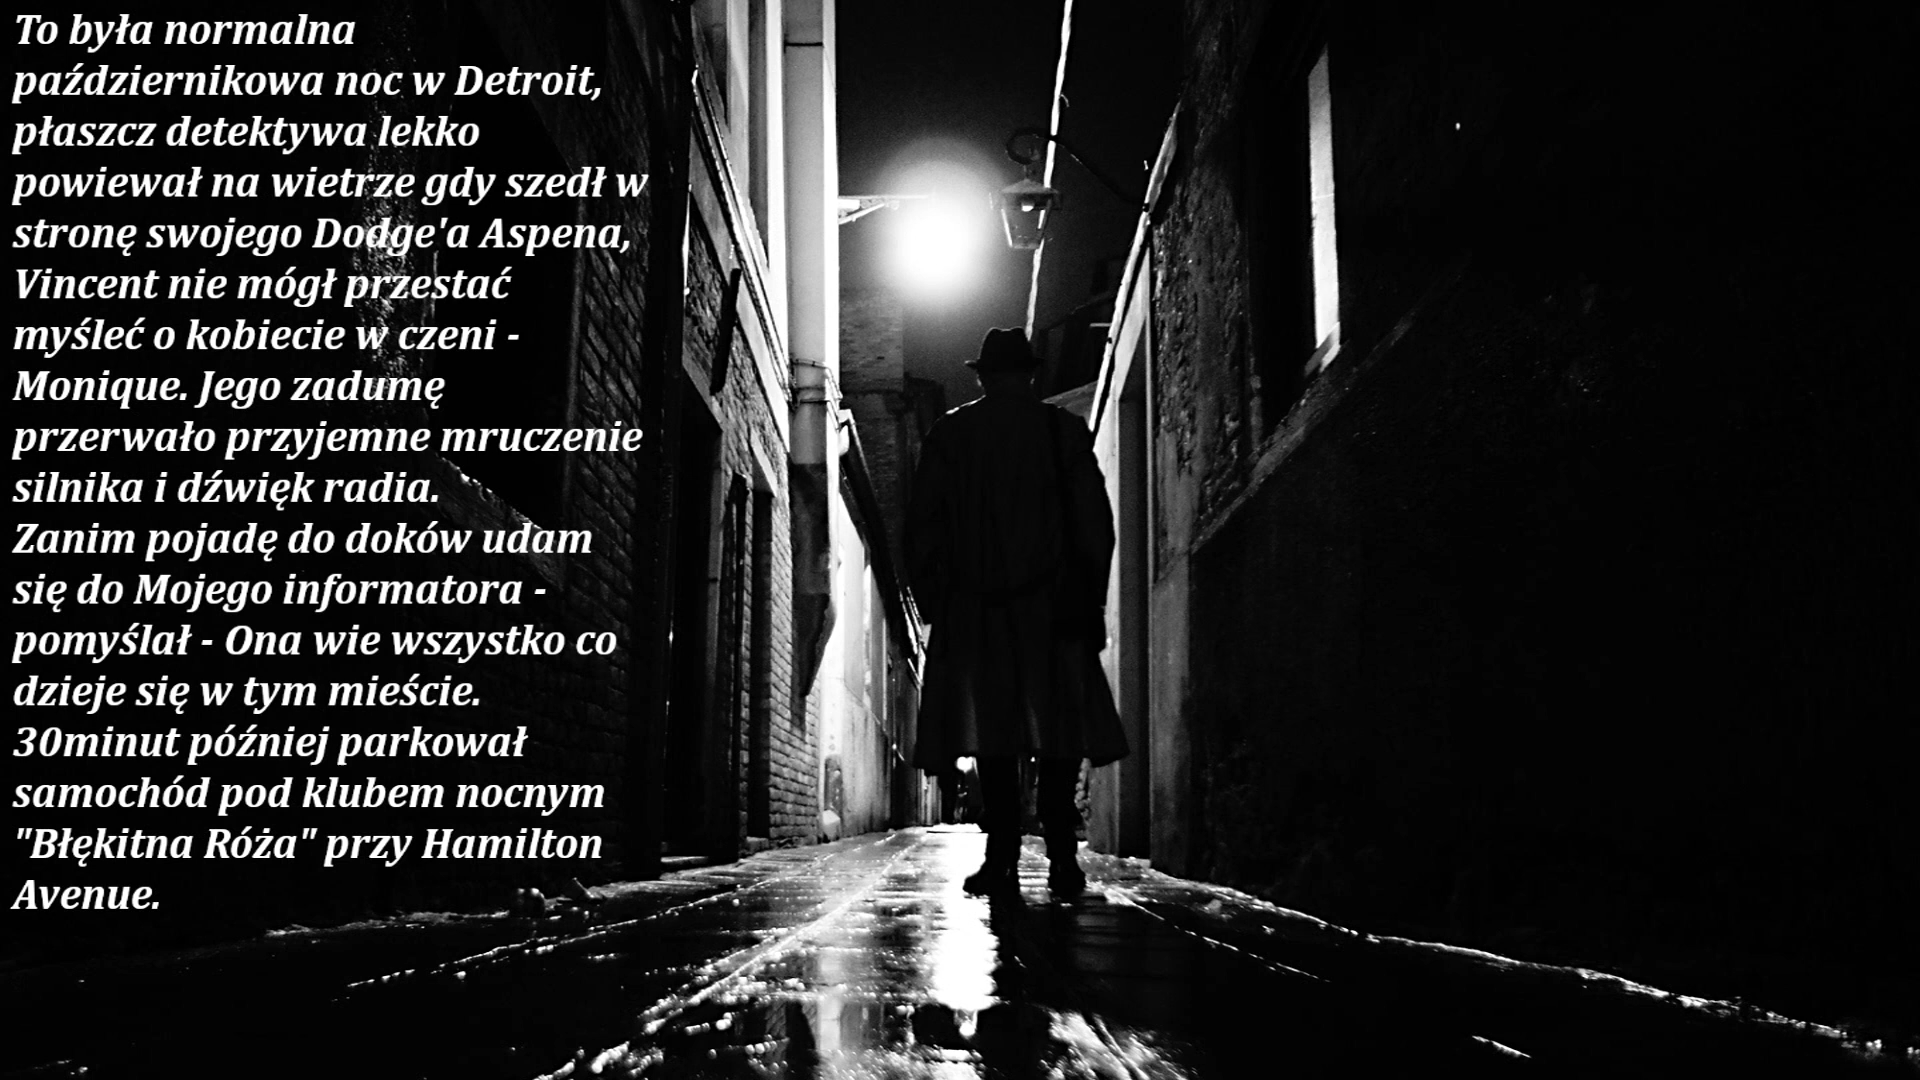 To była normalna
październikowa noc w Detroit,
płaszcz detektywa lekko
powiewał na wietrze gdy szedł w
stronę swojego Dodge'a Aspena,
Vincent nie mógł przestać
myśleć o kobiecie w czeni -
Monique. Jego zadumę
przerwało przyjemne mruczenie
silnika i dźwięk radia.
Zanim pojadę do doków udam
się do Mojego informatora -
pomyślał - Ona wie wszystko co
dzieje się w tym mieście.
30minut później parkował
samochód pod klubem nocnym
"Błękitna Róża" przy Hamilton
Avenue.